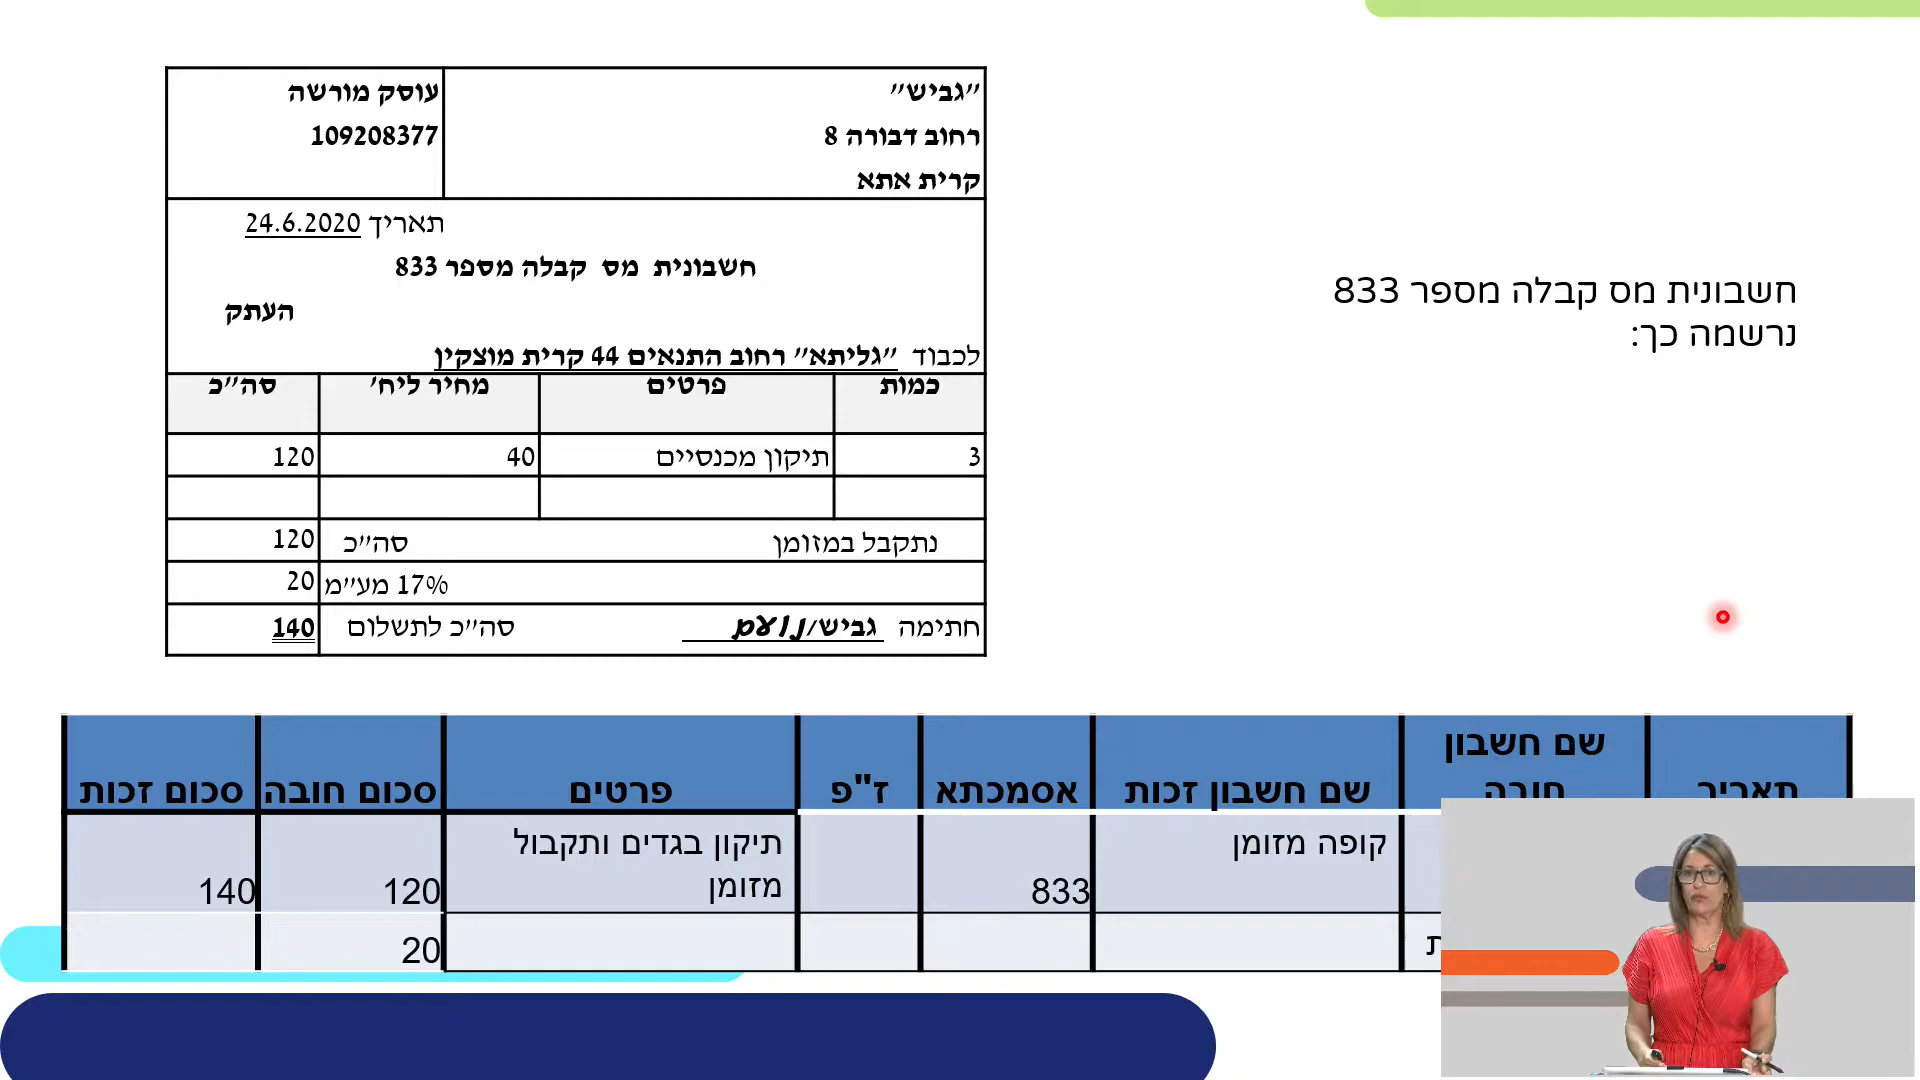 "גביש"
רחוב דבורה 8
קרית אתא
עוסק מורשה
109208377
תאריך 24.6.2020
חשבונית מס קבלה מספר 833
העתק
לכבוד "גליתא" רחוב התנאים 44 קרית מוצקין
כמות פרטים מחיר ליח' סה"כ
3 תיקון מכנסיים 40 120
נתקבל במזומן סה"כ 120
17% מע"מ 20
חתימה גביש/נועם סה"כ לתשלום 140
חשבונית מס קבלה מספר 833
נרשמה כך:
תאריך שם חשבון חובה שם חשבון זכות אסמכתא ז"פ פרטים סכום חובה סכום זכות
קופה מזומן 833 תיקון בגדים ותקבול מזומן 120 140
20